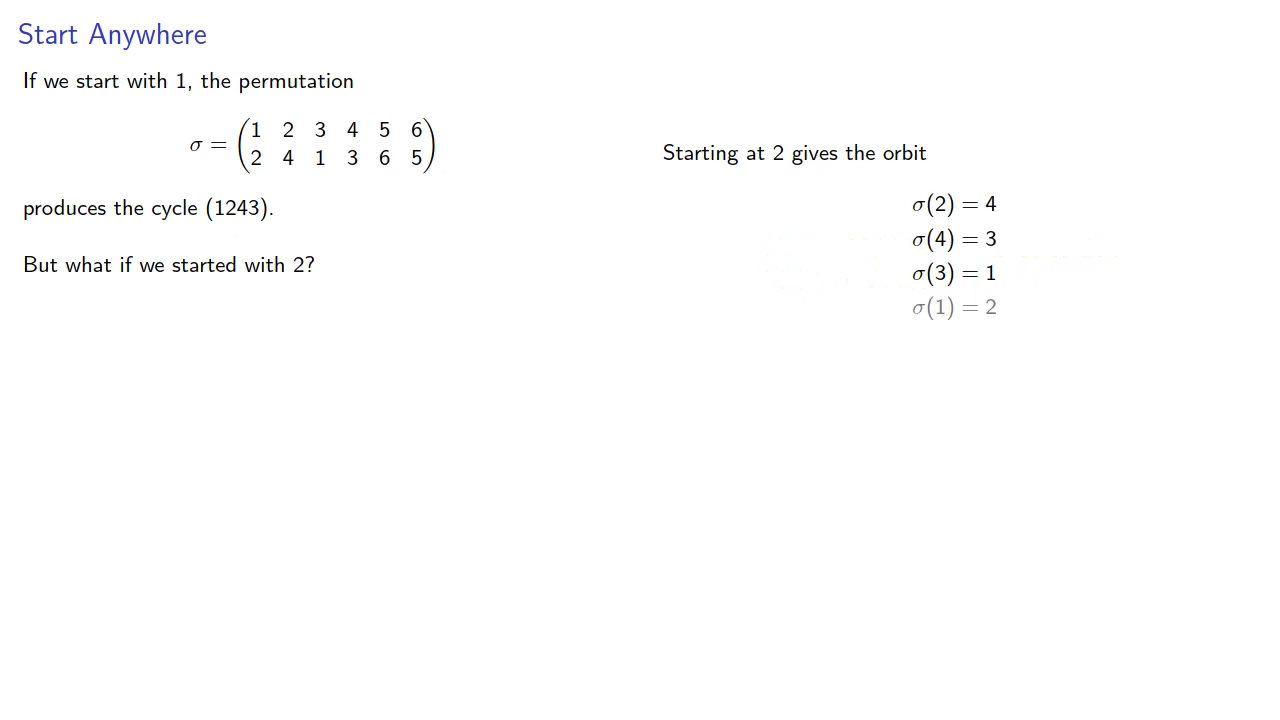 Start Anywhere
If we start with 1, the permutation
σ = (1 2 3 4 5 6
2 4 1 3 6 5)
produces the cycle (1243).
But what if we started with 2?
Starting at 2 gives the orbit
σ(2) = 4
σ(4) = 3
σ(3) = 1
σ(1) = 2